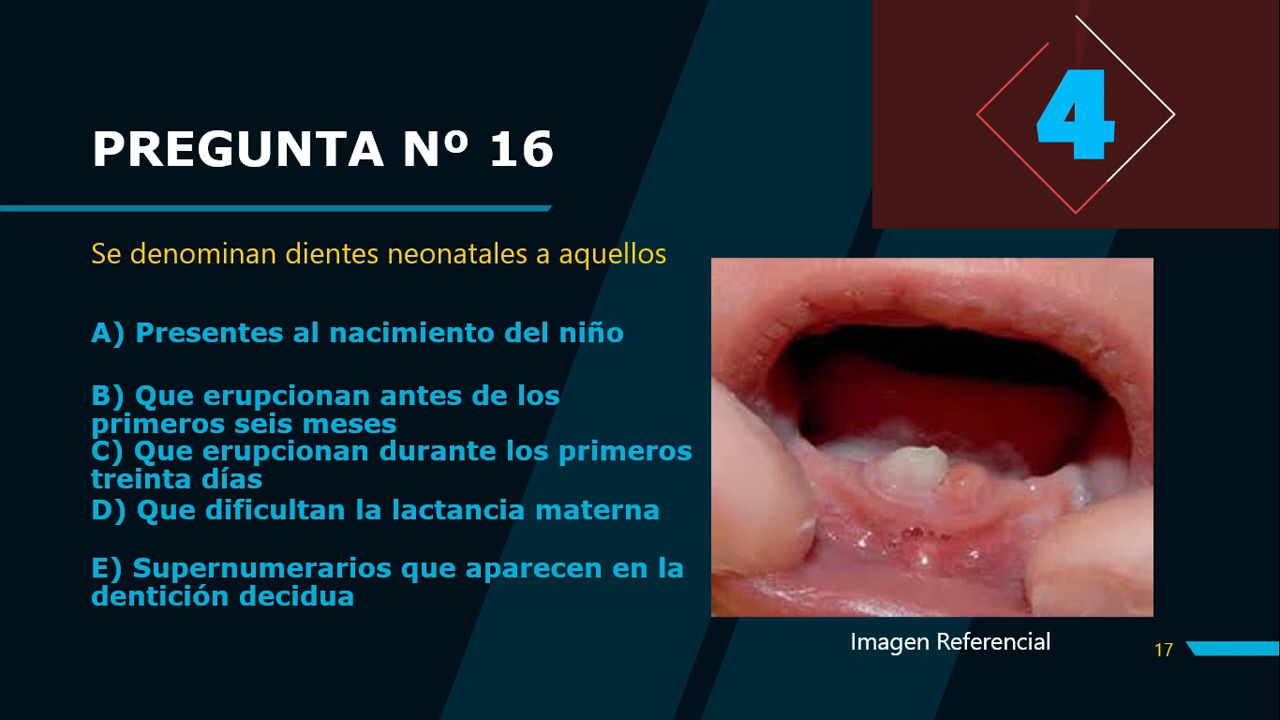 4
PREGUNTA Nº 16
Se denominan dientes neonatales a aquellos
A) Presentes al nacimiento del niño
B) Que erupcionan antes de los
primeros seis meses
C) Que erupcionan durante los primeros
treinta días
D) Que dificultan la lactancia materna
E) Supernumerarios que aparecen en la
dentición decidua
Imagen Referencial
17